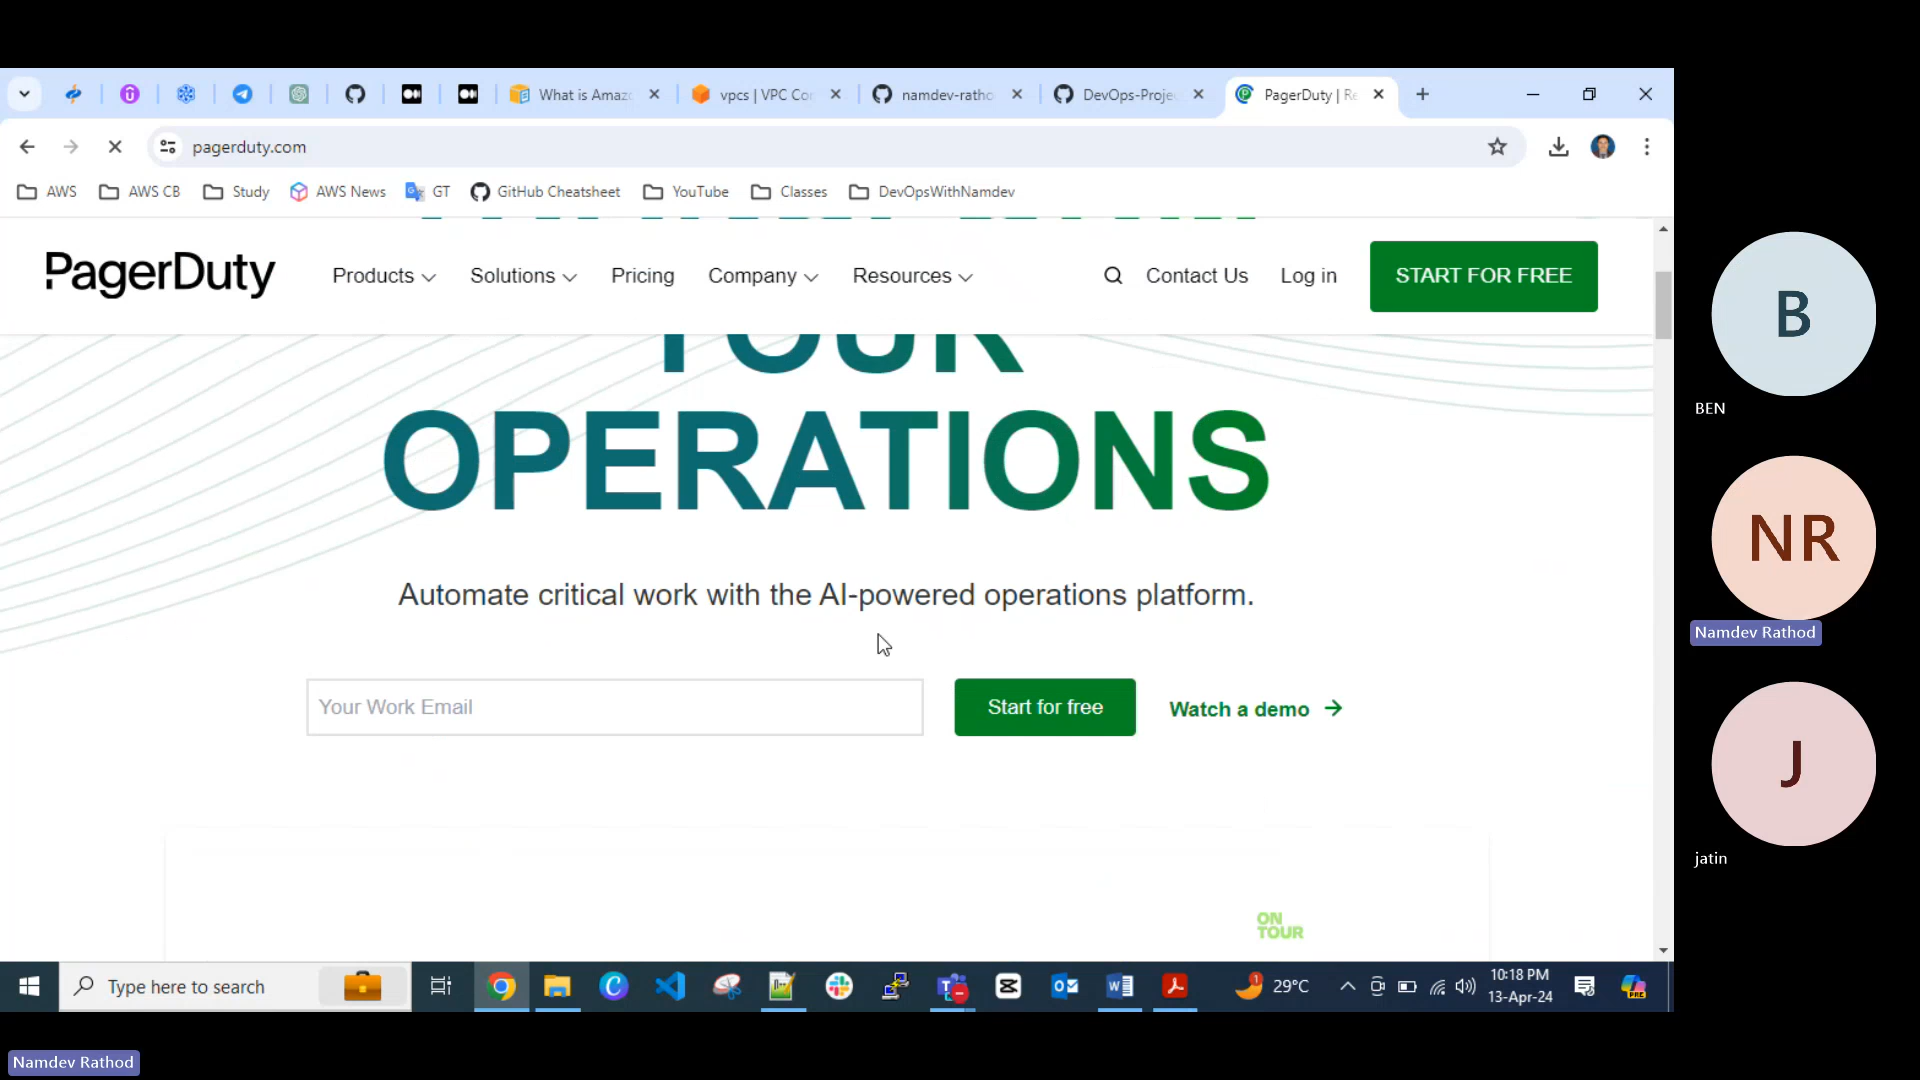 What is Amaz
vpcs | VPC Co
namdev-ratho
DevOps-Proje
PagerDuty | Re
pagerduty.com
AWS
AWS CB
Study
AWS News
GT
GitHub Cheatsheet
YouTube
Classes
DevOpsWithNamdev
PagerDuty
Products
Solutions
Pricing
Company
Resources
Contact Us
Log in
START FOR FREE
YOUR
OPERATIONS
Automate critical work with the AI-powered operations platform.
Your Work Email
Start for free
Watch a demo →
ON
TOUR
B
BEN
NR
Namdev Rathod
J
jatin
Type here to search
1
29°C
10:18 PM
13-Apr-24
PRE
Namdev Rathod